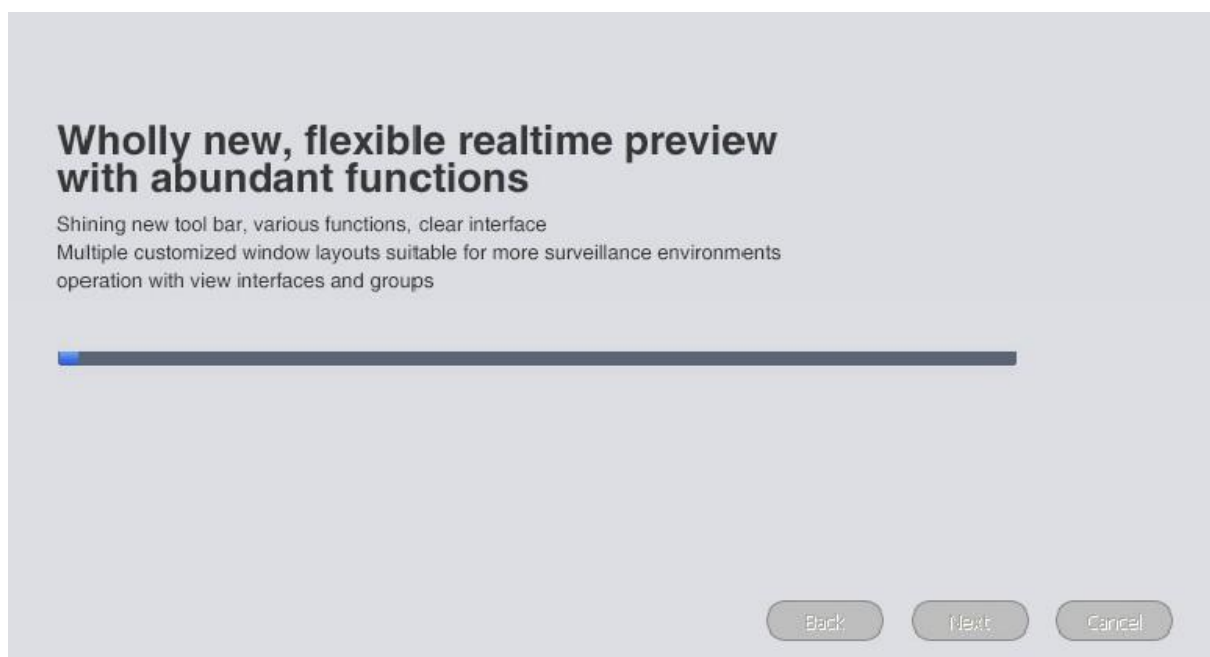 Wholly new, flexible realtime preview
with abundant functions
Shining new tool bar, various functions, clear interface
Multiple customized window layouts suitable for more surveillance environments
operation with view interfaces and groups
Back
Next
Cancel